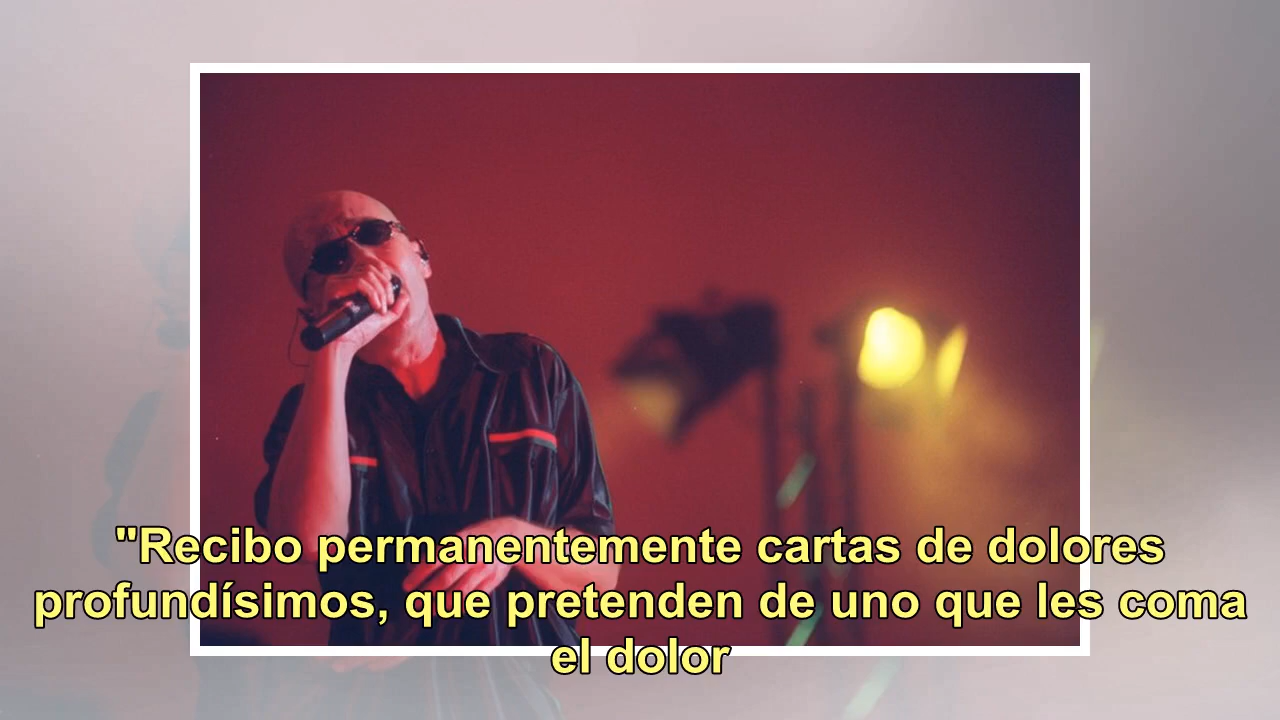 "Recibo permanentemente cartas de dolores
profundísimos, que pretenden de uno que les coma
el dolor